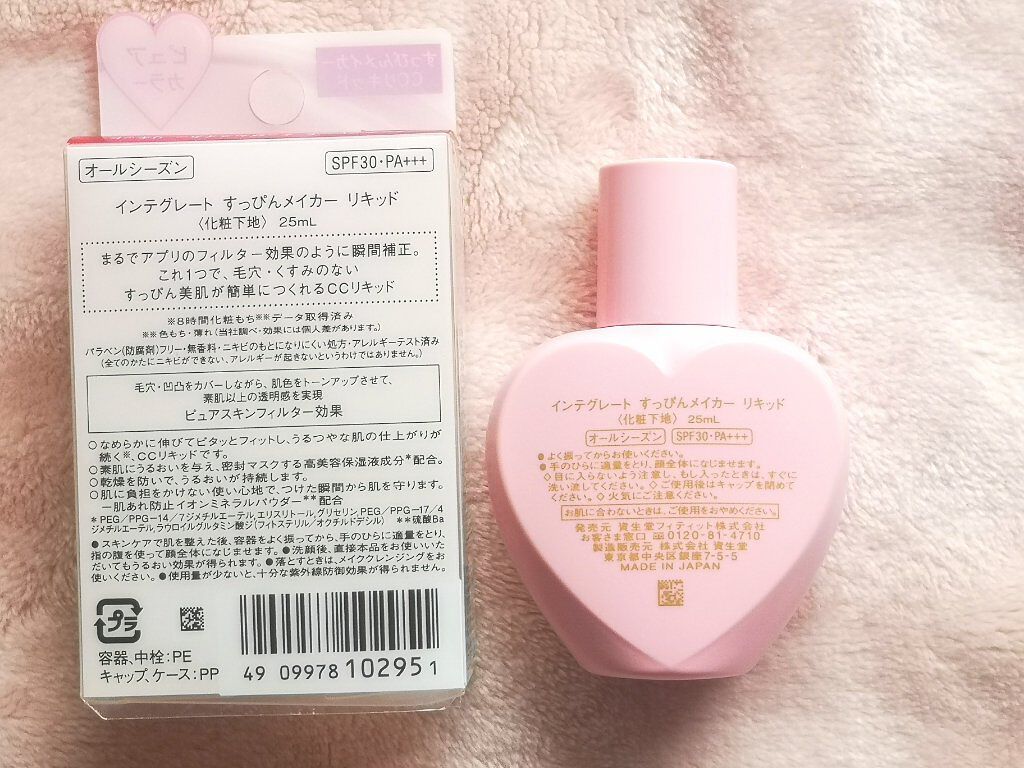 ピュア
カラー
すっぴんメイカー
CCリキッド
オールシーズン
SPF30・PA+++
インテグレート すっぴんメイカー リキッド
〈化粧下地〉 25mL
まるでアプリのフィルター効果のように瞬間補正。
これ1つで、毛穴・くすみのない
すっぴん美肌が簡単につくれるCCリキッド
※8時間化粧もち※※データ取得済み
※※色もち・薄れ(当社調べ・効果には個人差があります。)
パラベン(防腐剤)フリー・無香料・ニキビのもとになりにくい処方・アレルギーテスト済み
(全てのかたにニキビができない、アレルギーが起きないというわけではありません。)
毛穴・凹凸をカバーしながら、肌色をトーンアップさせて、
素肌以上の透明感を実現
ピュアスキンフィルター効果
○なめらかに伸びてピタッとフィットし、うるつやな肌の仕上がりが
続く※、CCリキッドです。
○素肌にうるおいを与え、密封マスクする高美容保湿液成分*配合。
○乾燥を防いで、うるおいが持続します。
○肌に負担をかけない使い心地で、つけた瞬間から肌を守ります。
ー肌あれ防止イオンミネラルパウダー**配合
*PEG/PPG-14/7ジメチルエーテル,エリスリトール,グリセリン,PEG/PPG-17/4
ジメチルエーテル,ラウロイルグルタミン酸ジ(フィトステリル/オクチルドデシル) **硫酸Ba
●スキンケアで肌を整えた後、容器をよく振ってから、手のひらに適量をとり、
指の腹を使って顔全体になじませます。●洗顔後、直接本品をお使いいた
だいてもうるおい効果が得られます。●落とすときは、メイククレンジングをお
使いください。●使用量が少ないと、十分な紫外線防御効果が得られません。
プラ
容器、中栓:PE
キャップ、ケース:PP
49 09978 10295 1
インテグレート すっぴんメイカー リキッド
〈化粧下地〉 25mL
オールシーズン SPF30・PA+++
●よく振ってからお使いください。
●手のひらに適量をとり、顔全体になじませます。
◇目に入らないよう注意し、もし入ったときは、すぐに
洗い流してください。◇ご使用後はキャップを閉めて
ください。◇火気にご注意ください。
お肌に合わないときは、ご使用をおやめください。
発売元 資生堂フィティット株式会社
お客さま窓口 0120-81-4710
製造販売元 株式会社 資生堂
東京都中央区銀座7-5-5
MADE IN JAPAN